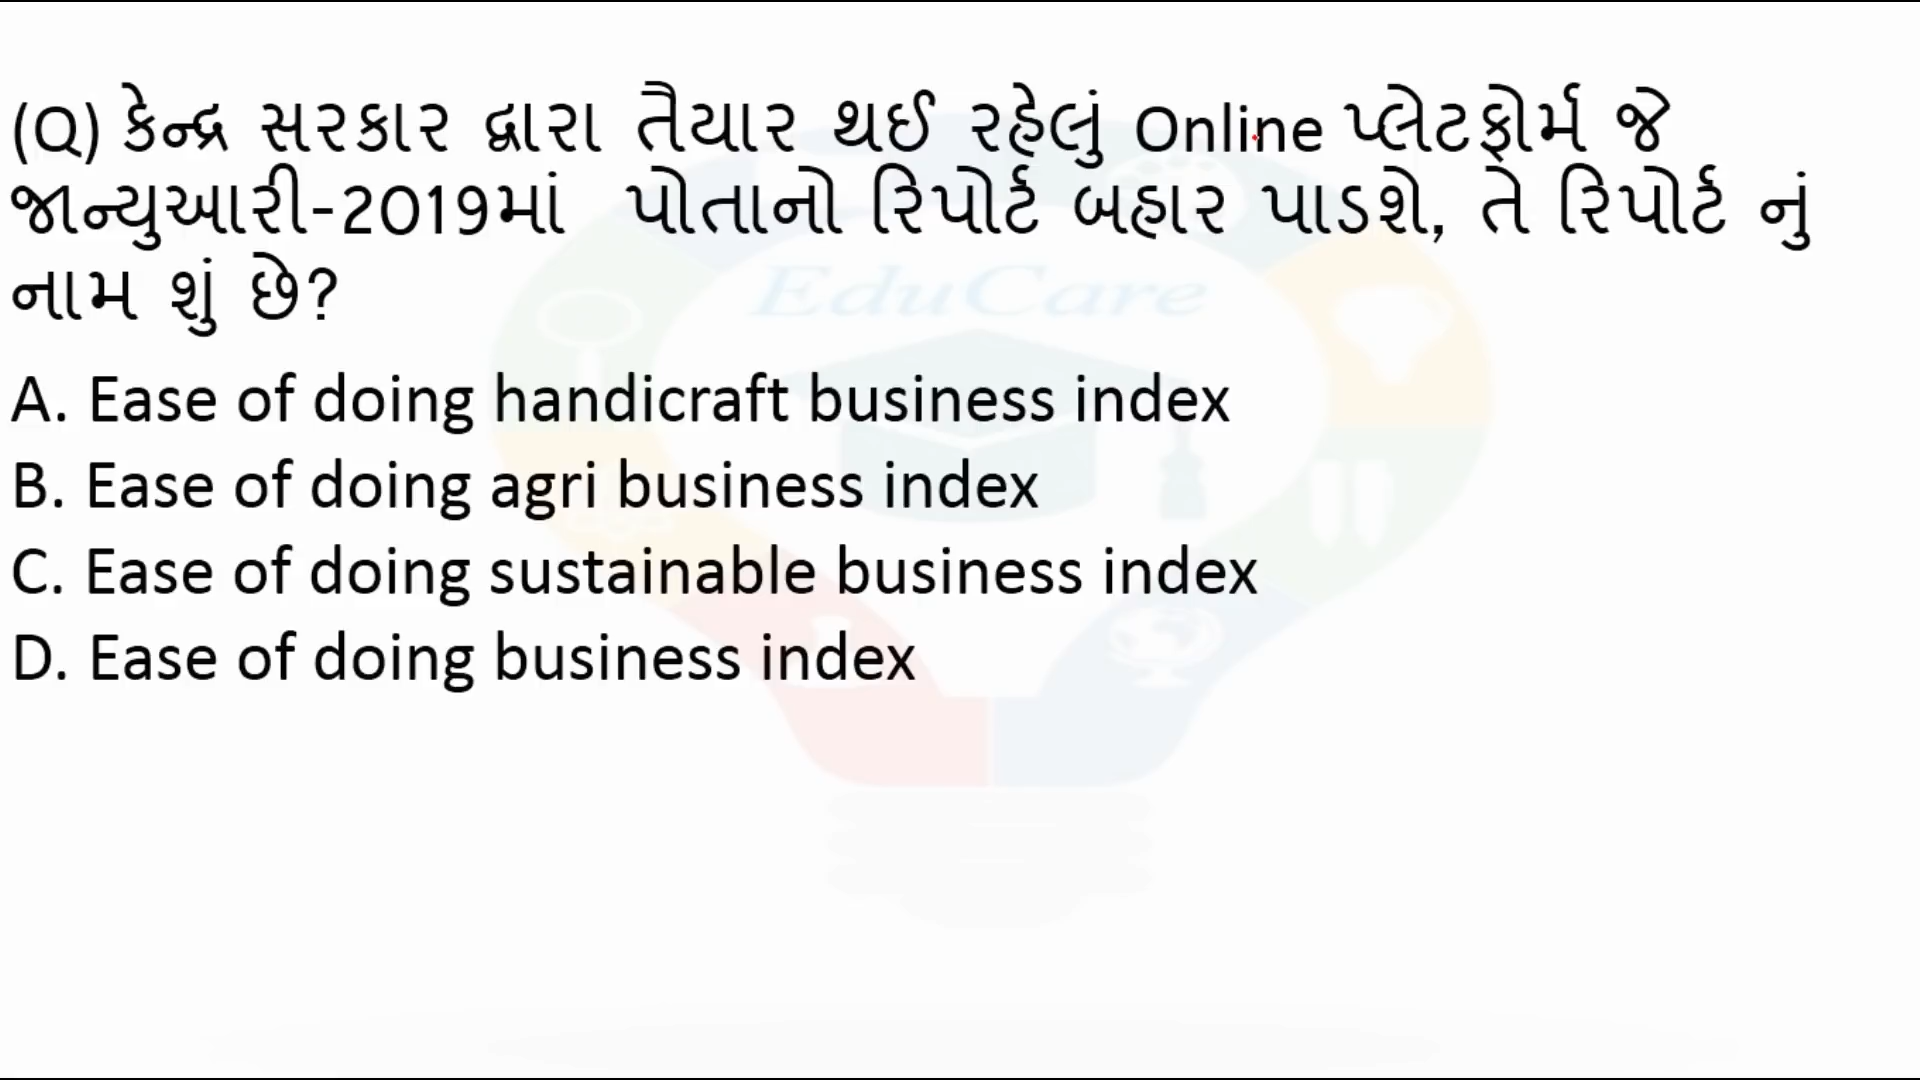 (Q) કેન્દ્ર સરકાર દ્વારા તૈયાર થઈ રહેલું Online પ્લેટફોર્મ જે
જાન્યુઆરી-2019માં પોતાનો રિપોર્ટ બહાર પાડશે, તે રિપોર્ટ નું
નામ શું છે?
EduCare
A. Ease of doing handicraft business index
B. Ease of doing agri business index
C. Ease of doing sustainable business index
D. Ease of doing business index